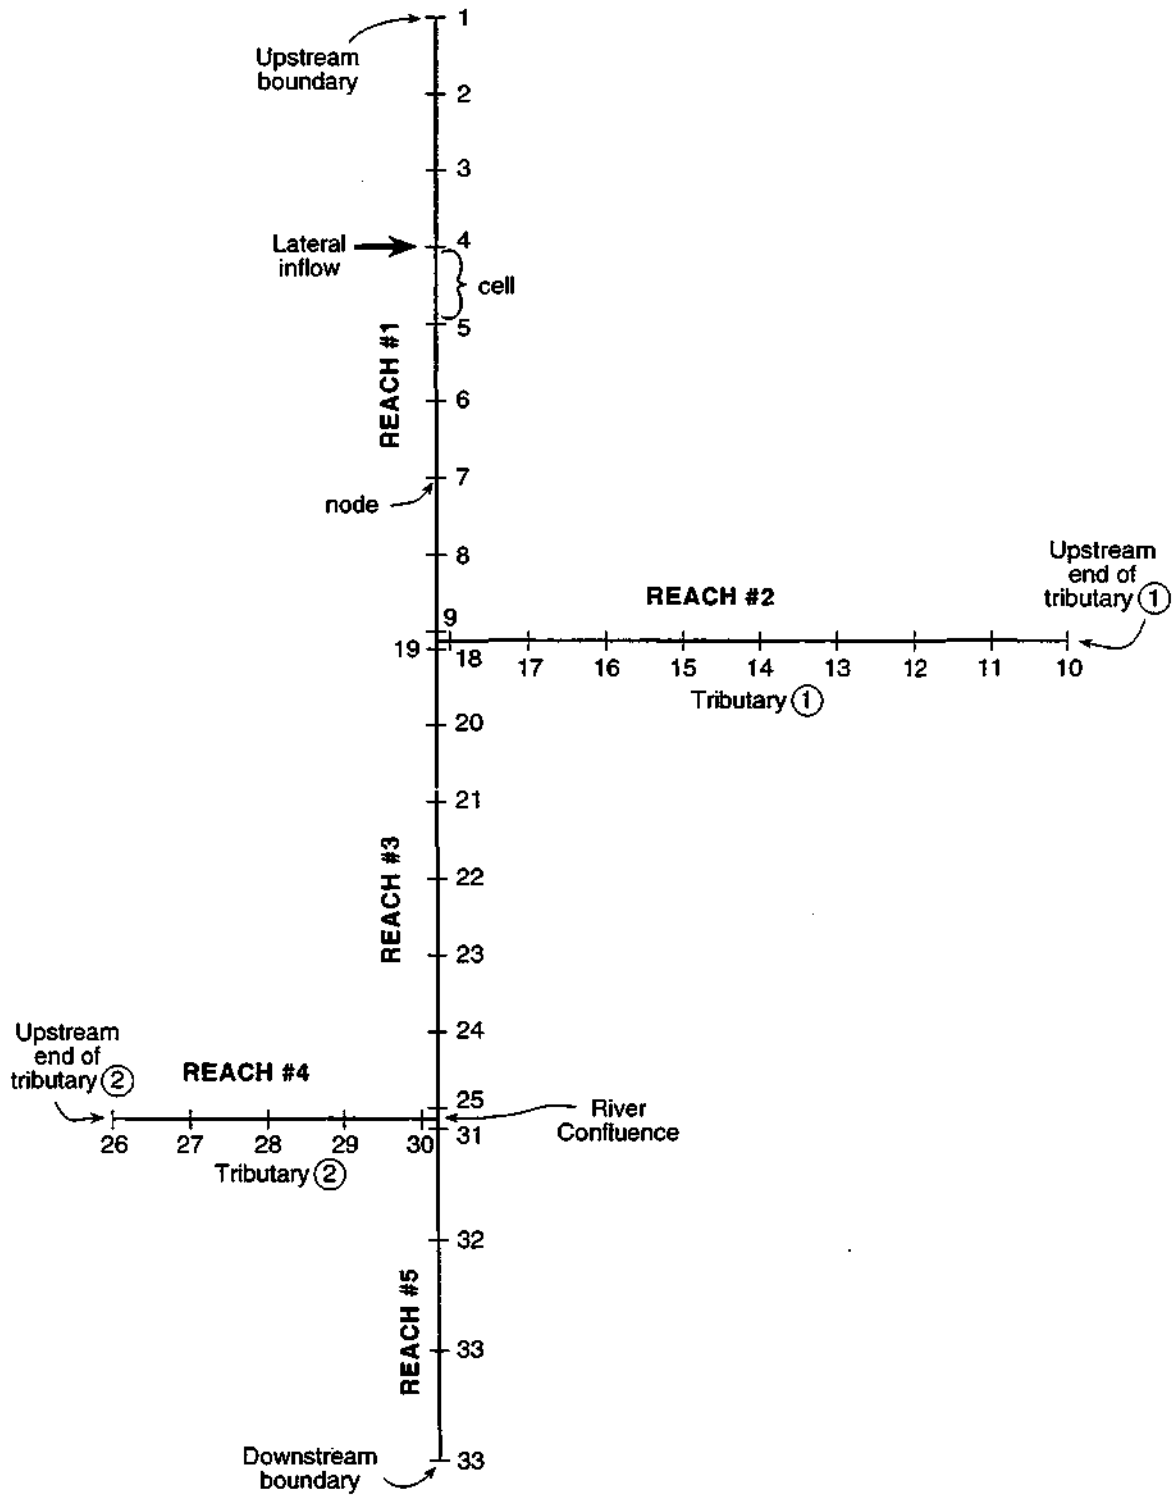 1
Upstream
boundary
2
3
4
Lateral
inflow
cell
5
REACH #1
6
7
node
8
Upstream
end of
tributary 1
REACH #2
9
19
18
17
16
15
14
13
12
11
10
Tributary 1
20
21
REACH #3
22
23
24
Upstream
end of
tributary 2
REACH #4
25
River
Confluence
31
26
27
28
29
30
Tributary 2
32
REACH #5
33
Downstream
boundary
33